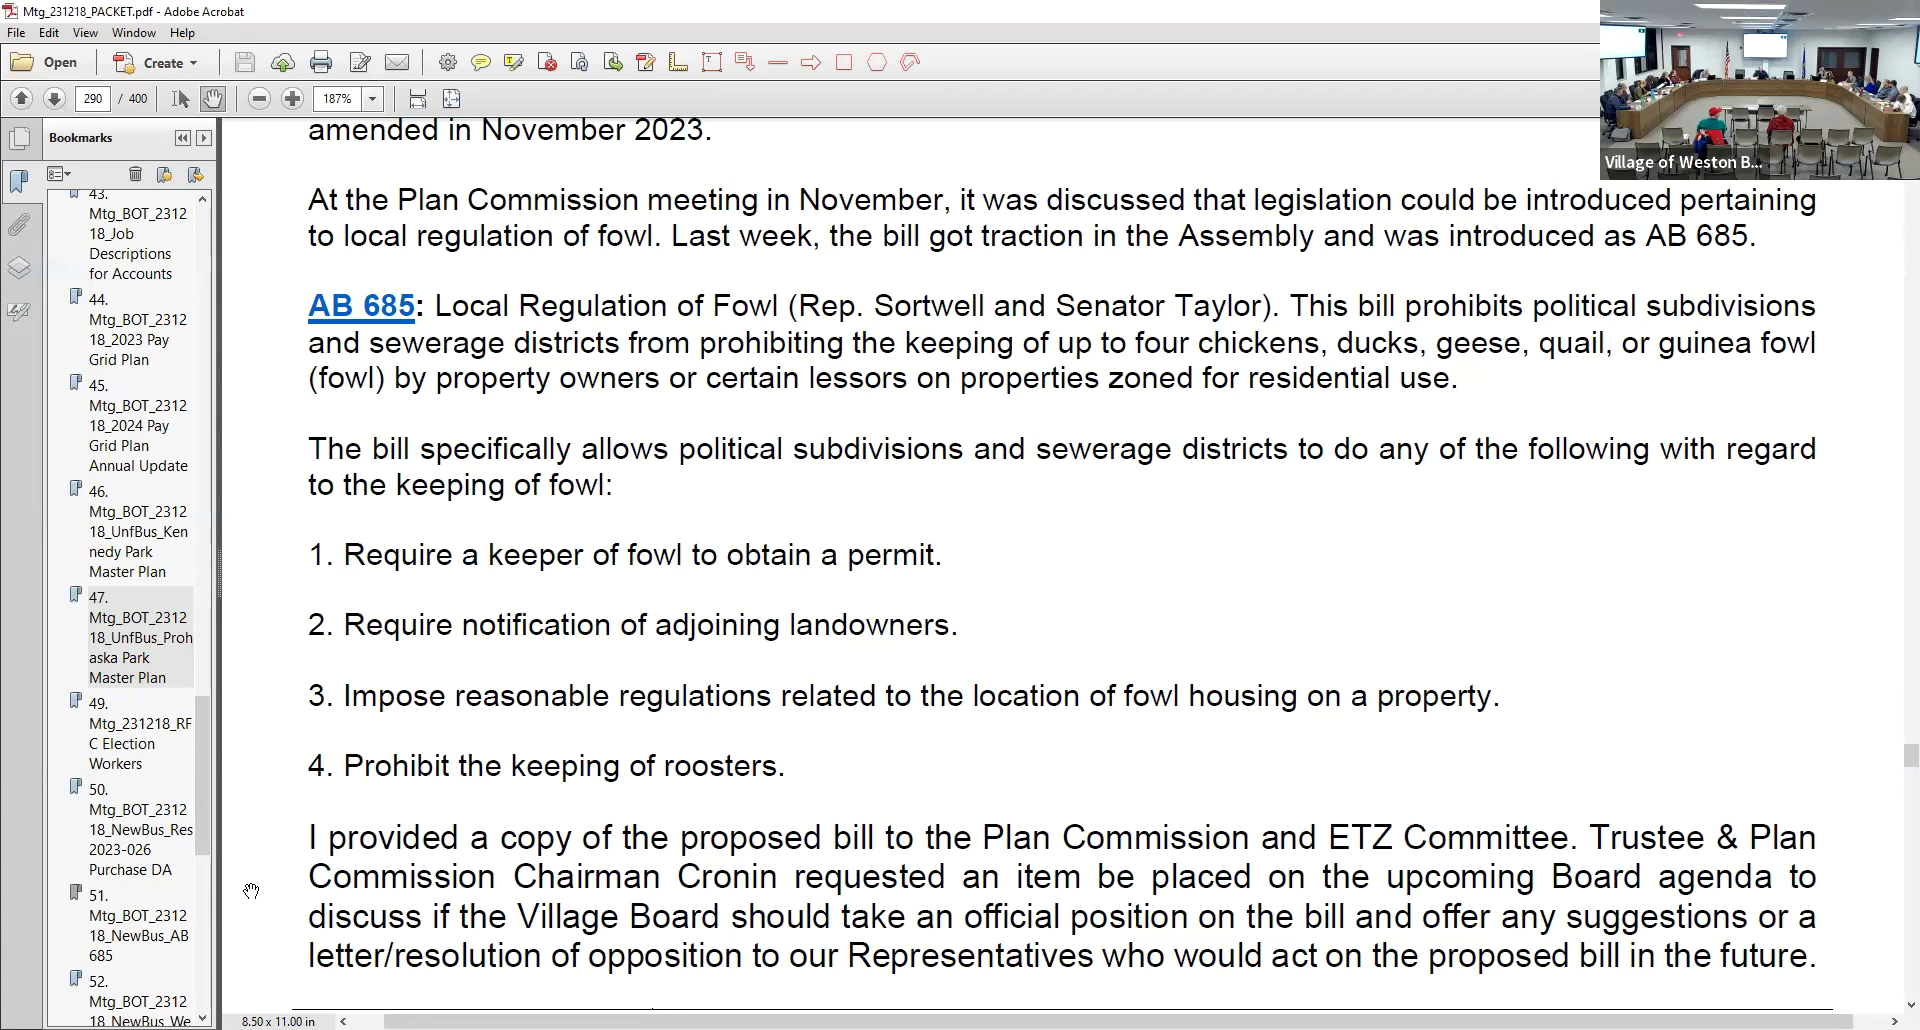 Mtg_231218_PACKET.pdf - Adobe Acrobat
File Edit View Window Help
Open Create
290 / 400 187%
Bookmarks
43.
Mtg_BOT_2312
18_Job
Descriptions
for Accounts
44.
Mtg_BOT_2312
18_2023 Pay
Grid Plan
45.
Mtg_BOT_2312
18_2024 Pay
Grid Plan
Annual Update
46.
Mtg_BOT_2312
18_UnfBus_Ken
nedy Park
Master Plan
47.
Mtg_BOT_2312
18_UnfBus_Proh
aska Park
Master Plan
49.
Mtg_231218_RF
C Election
Workers
50.
Mtg_BOT_2312
18_NewBus_Res
2023-026
Purchase DA
51.
Mtg_BOT_2312
18_NewBus_AB
685
52.
Mtg_BOT_2312
18_NewBus_We
amended in November 2023.
At the Plan Commission meeting in November, it was discussed that legislation could be introduced pertaining
to local regulation of fowl. Last week, the bill got traction in the Assembly and was introduced as AB 685.
AB 685: Local Regulation of Fowl (Rep. Sortwell and Senator Taylor). This bill prohibits political subdivisions
and sewerage districts from prohibiting the keeping of up to four chickens, ducks, geese, quail, or guinea fowl
(fowl) by property owners or certain lessors on properties zoned for residential use.
The bill specifically allows political subdivisions and sewerage districts to do any of the following with regard
to the keeping of fowl:
1. Require a keeper of fowl to obtain a permit.
2. Require notification of adjoining landowners.
3. Impose reasonable regulations related to the location of fowl housing on a property.
4. Prohibit the keeping of roosters.
I provided a copy of the proposed bill to the Plan Commission and ETZ Committee. Trustee & Plan
Commission Chairman Cronin requested an item be placed on the upcoming Board agenda to
discuss if the Village Board should take an official position on the bill and offer any suggestions or a
letter/resolution of opposition to our Representatives who would act on the proposed bill in the future.
8.50 x 11.00 in
Village of Weston B...